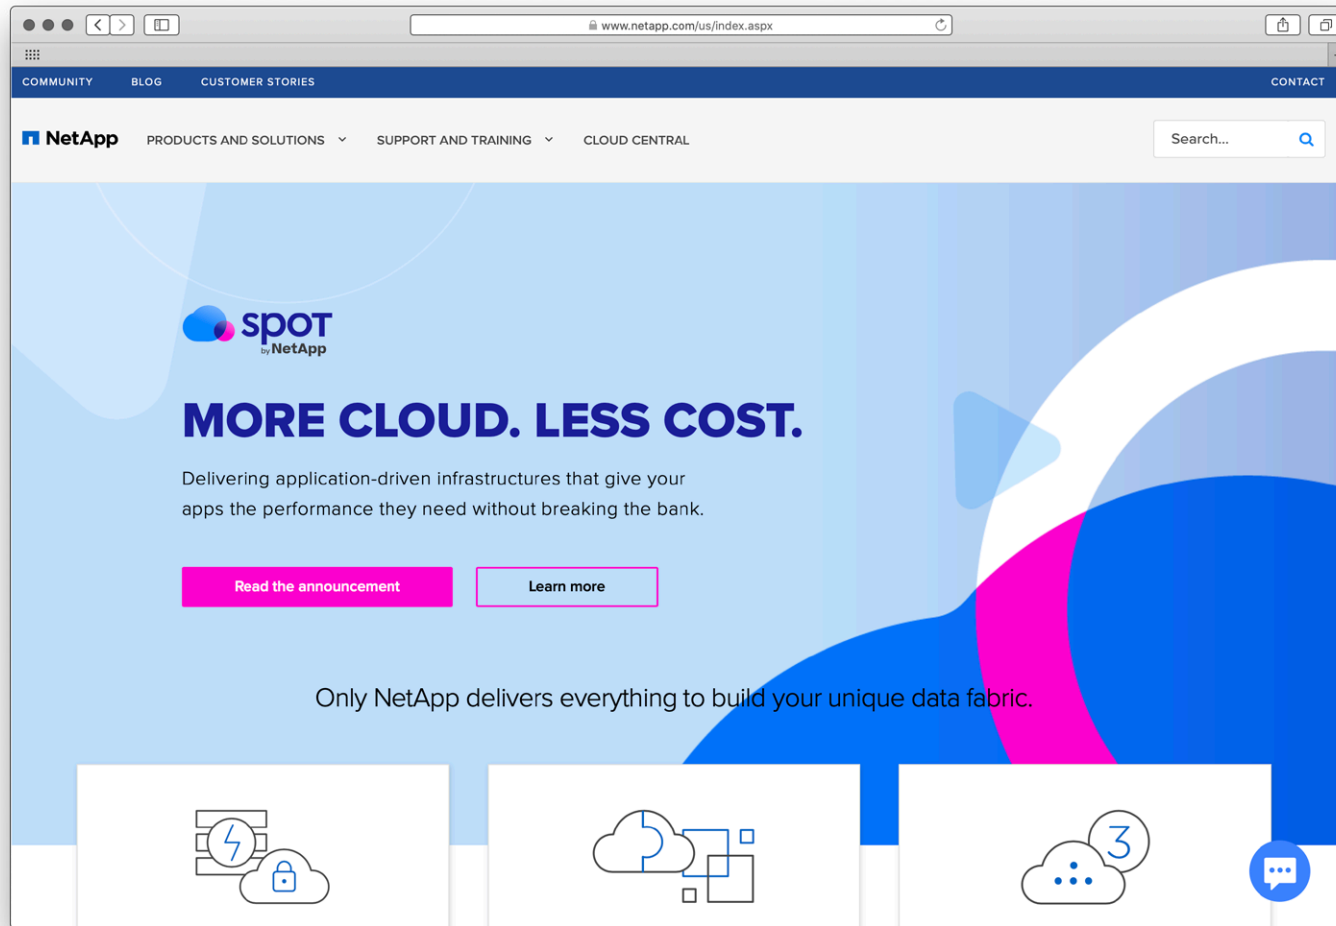 www.netapp.com/us/index.aspx
COMMUNITY BLOG CUSTOMER STORIES CONTACT
NetApp PRODUCTS AND SOLUTIONS SUPPORT AND TRAINING CLOUD CENTRAL Search...
spot
by NetApp
MORE CLOUD. LESS COST.
Delivering application-driven infrastructures that give your
apps the performance they need without breaking the bank.
Read the announcement Learn more
Only NetApp delivers everything to build your unique data fabric.
3